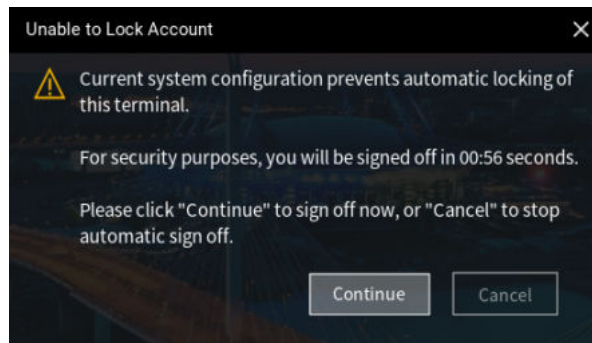 Unable to Lock Account
Current system configuration prevents automatic locking of
this terminal.
For security purposes, you will be signed off in 00:56 seconds.
Please click "Continue" to sign off now, or "Cancel" to stop
automatic sign off.
Continue Cancel